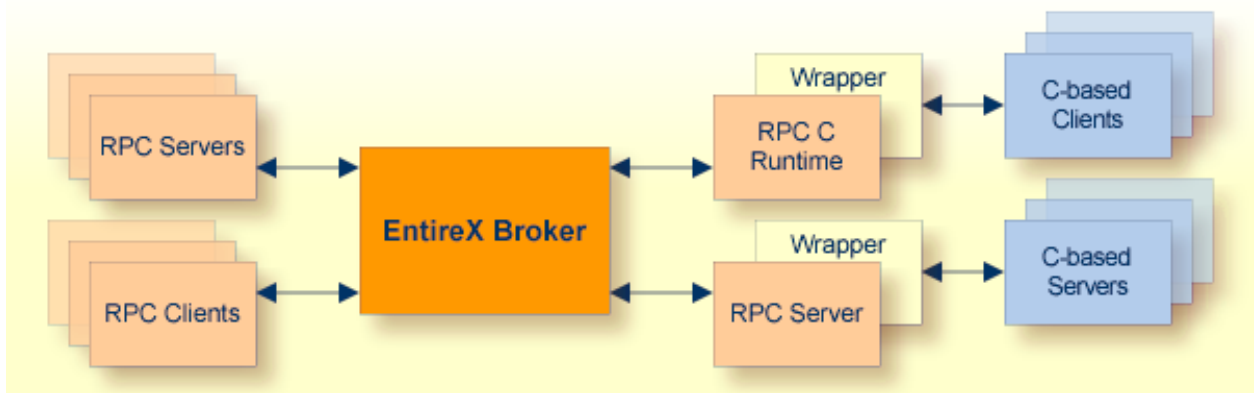 Wrapper
RPC C
Runtime
C-based
Clients
RPC Servers
EntireX Broker
RPC Clients
Wrapper
RPC Server
C-based
Servers